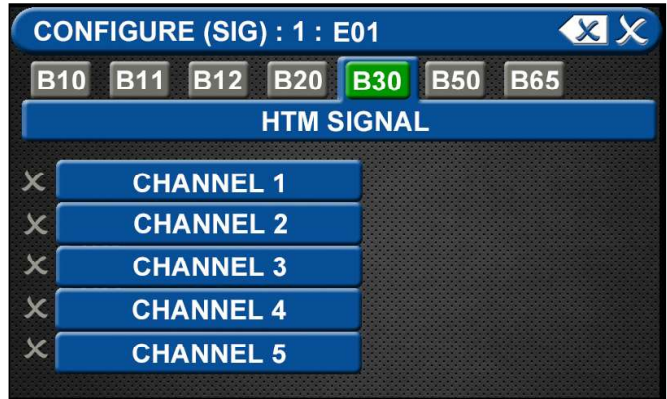 CONFIGURE (SIG) : 1 : E01
B10 B11 B12 B20 B30 B50 B65
HTM SIGNAL
CHANNEL 1
CHANNEL 2
CHANNEL 3
CHANNEL 4
CHANNEL 5